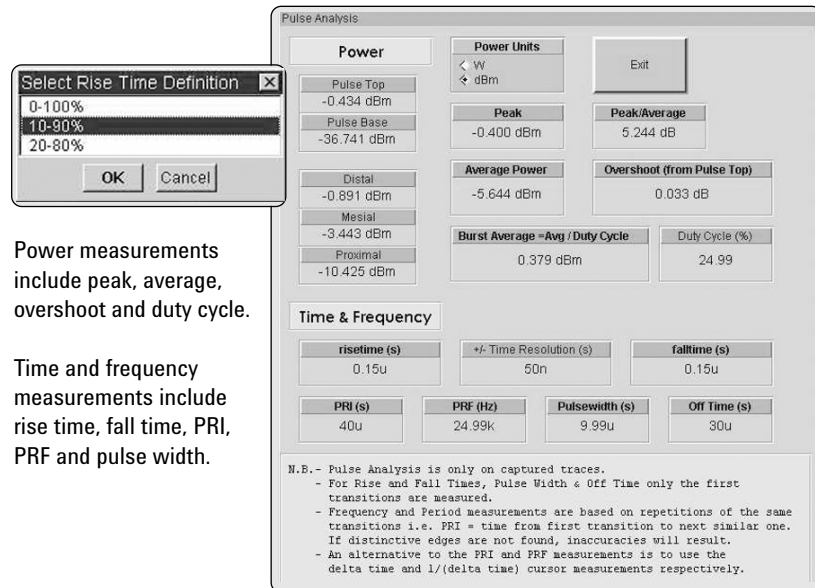 Pulse Analysis
Power
Pulse Top
-0.434 dBm
Pulse Base
-36.741 dBm
Distal
-0.891 dBm
Mesial
-3.443 dBm
Proximal
-10.425 dBm
Power Units
W
dBm
Exit
Peak
-0.400 dBm
Peak/Average
5.244 dB
Average Power
-5.644 dBm
Overshoot (from Pulse Top)
0.033 dB
Burst Average =Avg / Duty Cycle
0.379 dBm
Duty Cycle (%)
24.99
Time & Frequency
risetime (s)
0.15u
+/- Time Resolution (s)
50n
falltime (s)
0.15u
PRI (s)
40u
PRF (Hz)
24.99k
Pulsewidth (s)
9.99u
Off Time (s)
30u
N.B.- Pulse Analysis is only on captured traces.
- For Rise and Fall Times, Pulse Width & Off Time only the first
transitions are measured.
- Frequency and Period measurements are based on repetitions of the same
transitions i.e. PRI = time from first transition to next similar one.
If distinctive edges are not found, inaccuracies will result.
- An alternative to the PRI and PRF measurements is to use the
delta time and 1/(delta time) cursor measurements respectively.
Select Rise Time Definition
0-100%
10-90%
20-80%
OK
Cancel
Power measurements
include peak, average,
overshoot and duty cycle.
Time and frequency
measurements include
rise time, fall time, PRI,
PRF and pulse width.